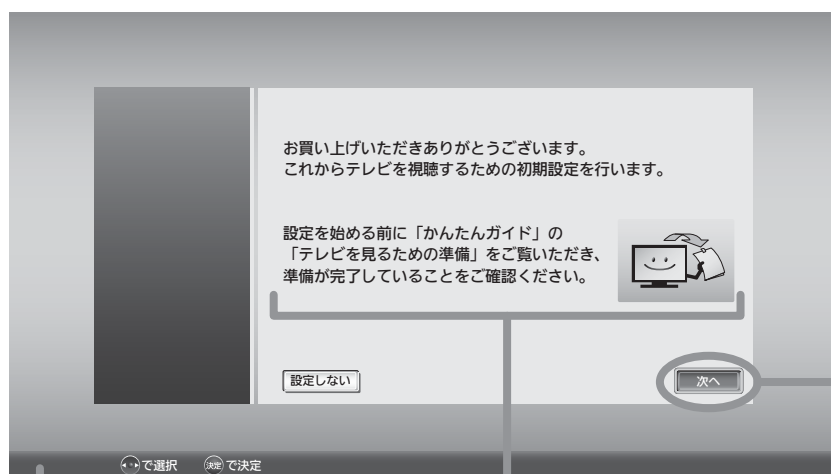 お買い上げいただきありがとうございます。
これからテレビを視聴するための初期設定を行います。
設定を始める前に「かんたんガイド」の
「テレビを見るための準備」をご覧いただき、
準備が完了していることをご確認ください。
設定しない
次へ
で選択 決定で決定